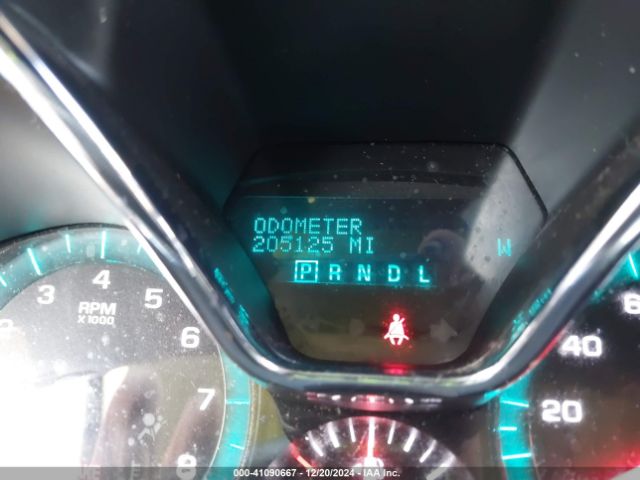 ODOMETER
205125 MI
W
P R N D L
2 3 4 5 6 7 8
RPM
X1000
40
20
000-41090667 - 12/20/2024 - IAA Inc.